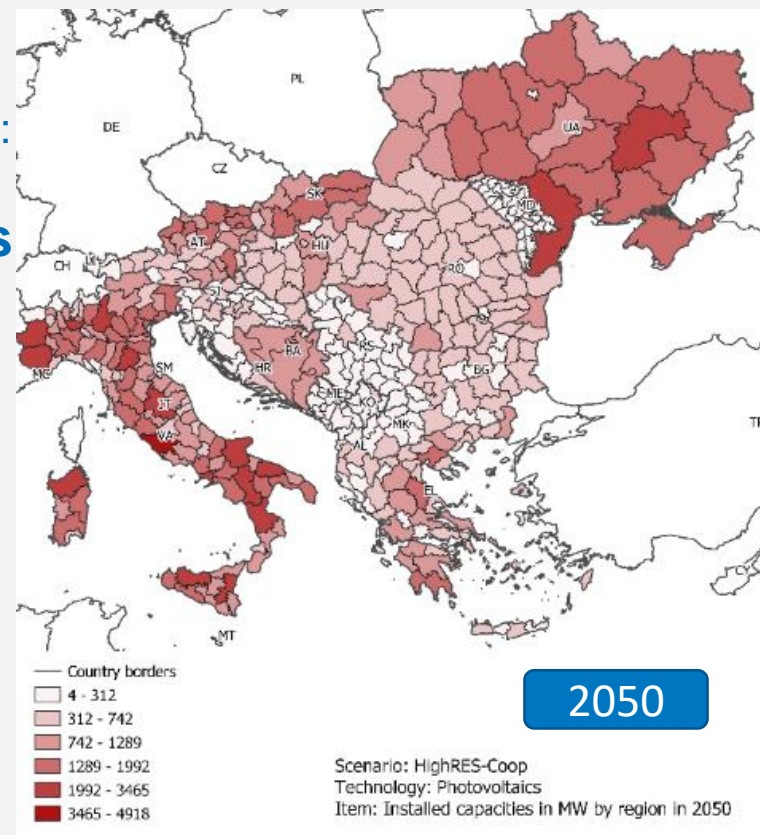 PL
DE
:
UA
CZ
SK
MD
s
AT
HU
CH
RO
SI
RS
BA
HR
BG
MC
SM
ME
KO
IT
MK
VA
AL
EL
MT
Country borders
4 - 312
312 - 742
742 - 1289
1289 - 1992
1992 - 3465
3465 - 4918
2050
Scenario: HighRES-Coop
Technology: Photovoltaics
Item: Installed capacities in MW by region in 2050